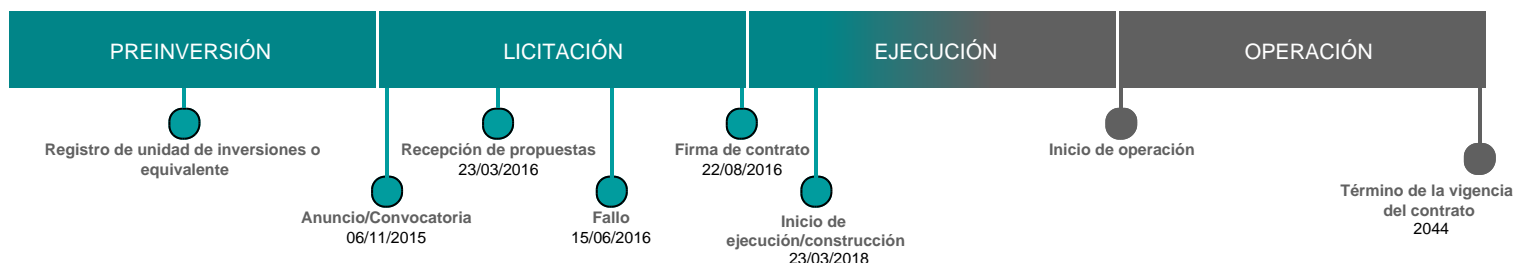 PREINVERSIÓN
LICITACIÓN
EJECUCIÓN
OPERACIÓN
Registro de unidad de inversiones o
equivalente
Anuncio/Convocatoria
06/11/2015
Recepción de propuestas
23/03/2016
Fallo
15/06/2016
Firma de contrato
22/08/2016
Inicio de
ejecución/construcción
23/03/2018
Inicio de operación
Término de la vigencia
del contrato
2044